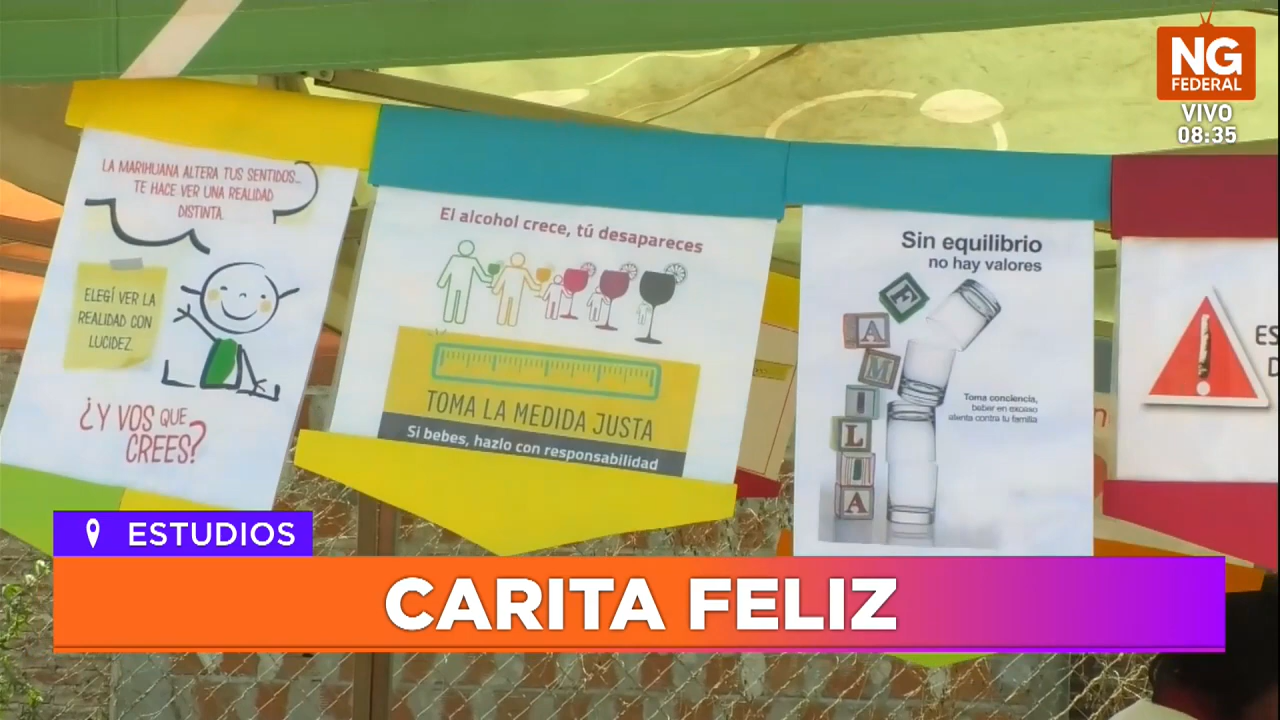 NG
FEDERAL
VIVO
08:35
LA MARIHUANA ALTERA TUS SENTIDOS...
TE HACE VER UNA REALIDAD
DISTINTA.
ELEGÍ VER LA
REALIDAD CON
LUCIDEZ.
¿Y VOS QUE
CREES?
El alcohol crece, tú desapareces
TOMA LA MEDIDA JUSTA
Si bebes, hazlo con responsabilidad
Sin equilibrio
no hay valores
F
A
M
I
L
I
A
Toma conciencia,
beber en exceso
atenta contra tu familia
ES
D
ESTUDIOS
CARITA FELIZ